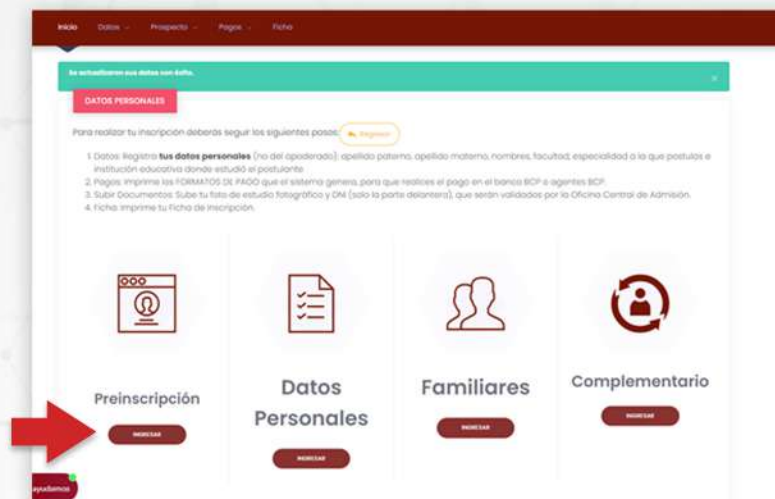 Inicio Datos Prospecto Pagos Ficha
Se actualizaron sus datos con éxito.
×
DATOS PERSONALES
Para realizar tu inscripción deberás seguir los siguientes pasos: Regresar
1. Datos: Registra tus datos personales (no del apoderado): apellido paterno, apellido materno, nombres, facultad, especialidad a la que postulas e
institución educativa donde estudió el postulante.
2. Pagos: Imprime los FORMATOS DE PAGO que el sistema genera, para que realices el pago en el banco BCP o agentes BCP.
3. Subir Documentos: Sube tu foto de estudio fotográfico y DNI (solo la parte delantera), que serán validados por la Oficina Central de Admisión.
4. Ficha: Imprime tu Ficha de Inscripción.
Preinscripción
INGRESAR
Datos
Personales
INGRESAR
Familiares
INGRESAR
Complementario
INGRESAR
ayudamos